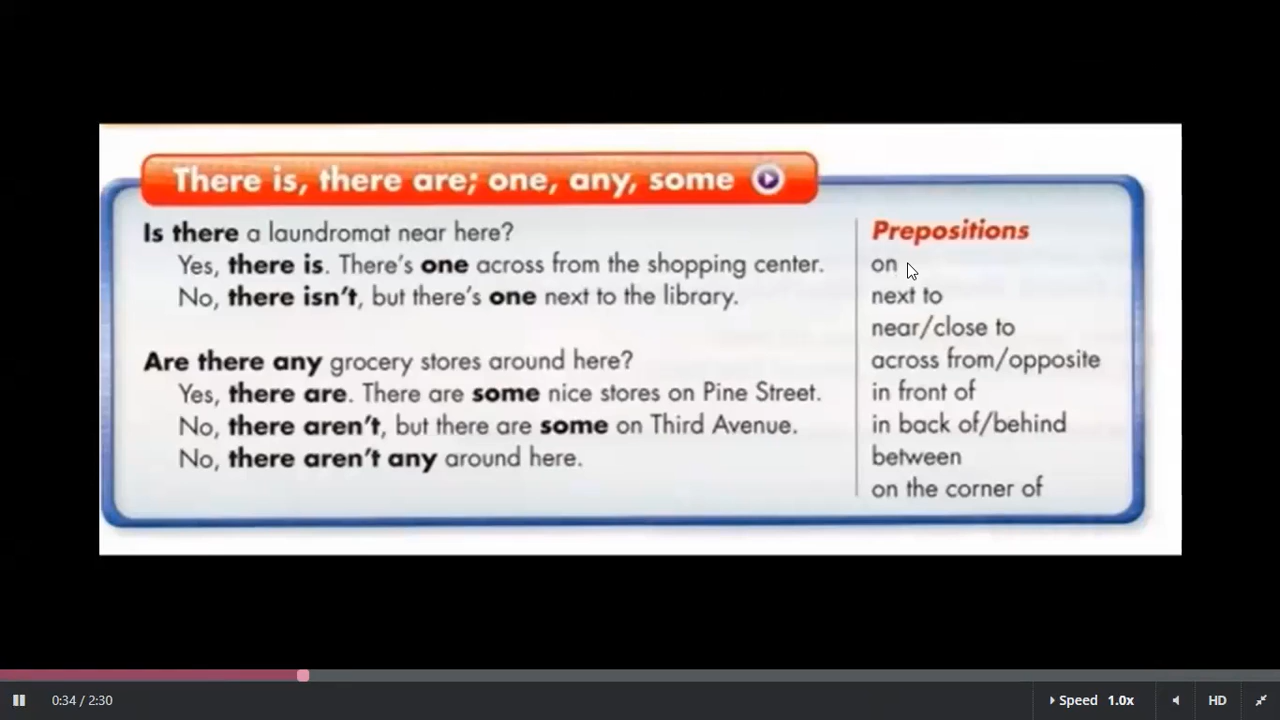 There is, there are; one, any, some
Is there a laundromat near here?
Yes, there is. There's one across from the shopping center.
No, there isn't, but there's one next to the library.
Are there any grocery stores around here?
Yes, there are. There are some nice stores on Pine Street.
No, there aren't, but there are some on Third Avenue.
No, there aren't any around here.
Prepositions
on
next to
near/close to
across from/opposite
in front of
in back of/behind
between
on the corner of
0:34 / 2:30
Speed 1.0x
HD